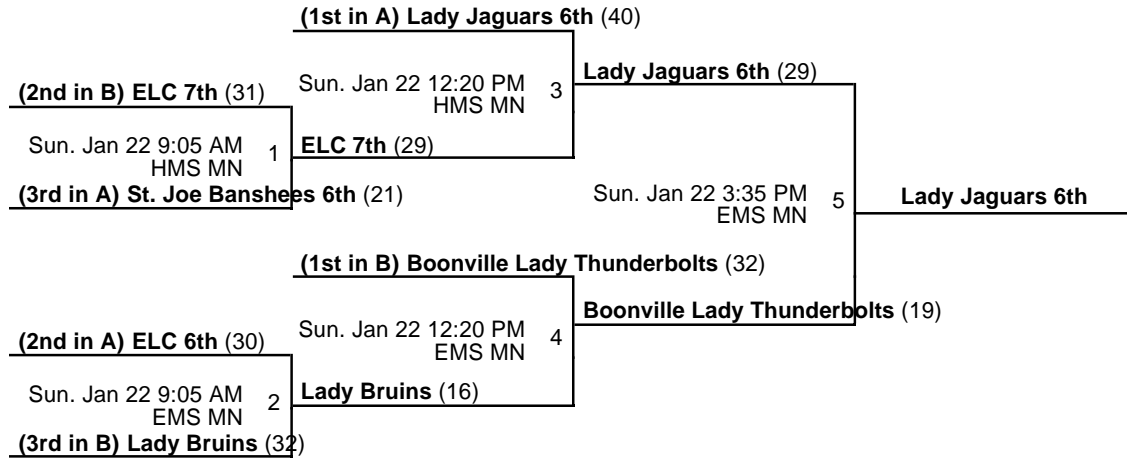 (1st in A) Lady Jaguars 6th (40)
Sun. Jan 22 12:20 PM
HMS MN
3
Lady Jaguars 6th (29)
(2nd in B) ELC 7th (31)
Sun. Jan 22 9:05 AM
HMS MN
1
ELC 7th (29)
(3rd in A) St. Joe Banshees 6th (21)
Sun. Jan 22 3:35 PM
EMS MN
5
Lady Jaguars 6th
(1st in B) Boonville Lady Thunderbolts (32)
Sun. Jan 22 12:20 PM
EMS MN
4
Boonville Lady Thunderbolts (19)
(2nd in A) ELC 6th (30)
Sun. Jan 22 9:05 AM
EMS MN
2
Lady Bruins (16)
(3rd in B) Lady Bruins (32)